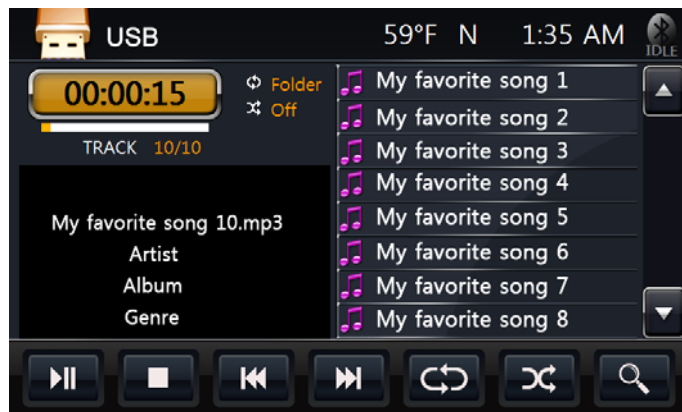 USB
59°F N 1:35 AM
IDLE
00:00:15
Folder
Off
TRACK 10/10
My favorite song 10.mp3
Artist
Album
Genre
My favorite song 1
My favorite song 2
My favorite song 3
My favorite song 4
My favorite song 5
My favorite song 6
My favorite song 7
My favorite song 8